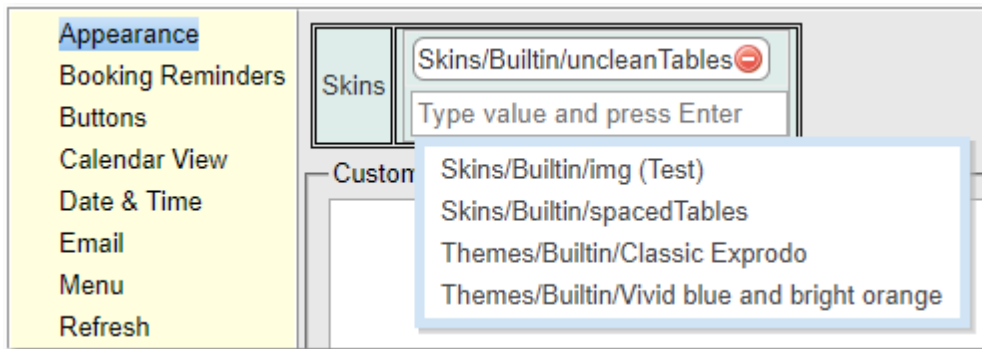 Appearance
Booking Reminders
Buttons
Calendar View
Date & Time
Email
Menu
Refresh
Skins
Skins/Builtin/uncleanTables
Type value and press Enter
Custom
Skins/Builtin/img (Test)
Skins/Builtin/spacedTables
Themes/Builtin/Classic Exprodo
Themes/Builtin/Vivid blue and bright orange